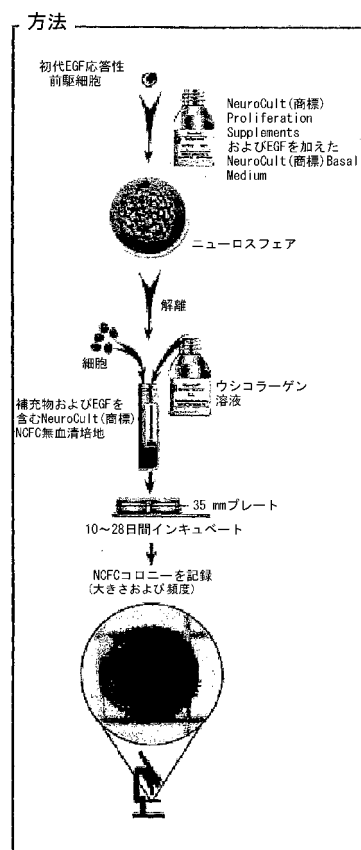 方法
初代EGF応答性
前駆細胞
NeuroCult(商標)
Proliferation
Supplements
およびEGFを加えた
NeuroCult(商標)Basal
Medium
ニューロスフェア
解離
細胞
ウシコラーゲン
溶液
補充物およびEGFを
含むNeuroCult(商標)
NCFC無血清培地
35 mmプレート
10〜28日間インキュベート
NCFCコロニーを記録
(大きさおよび頻度)